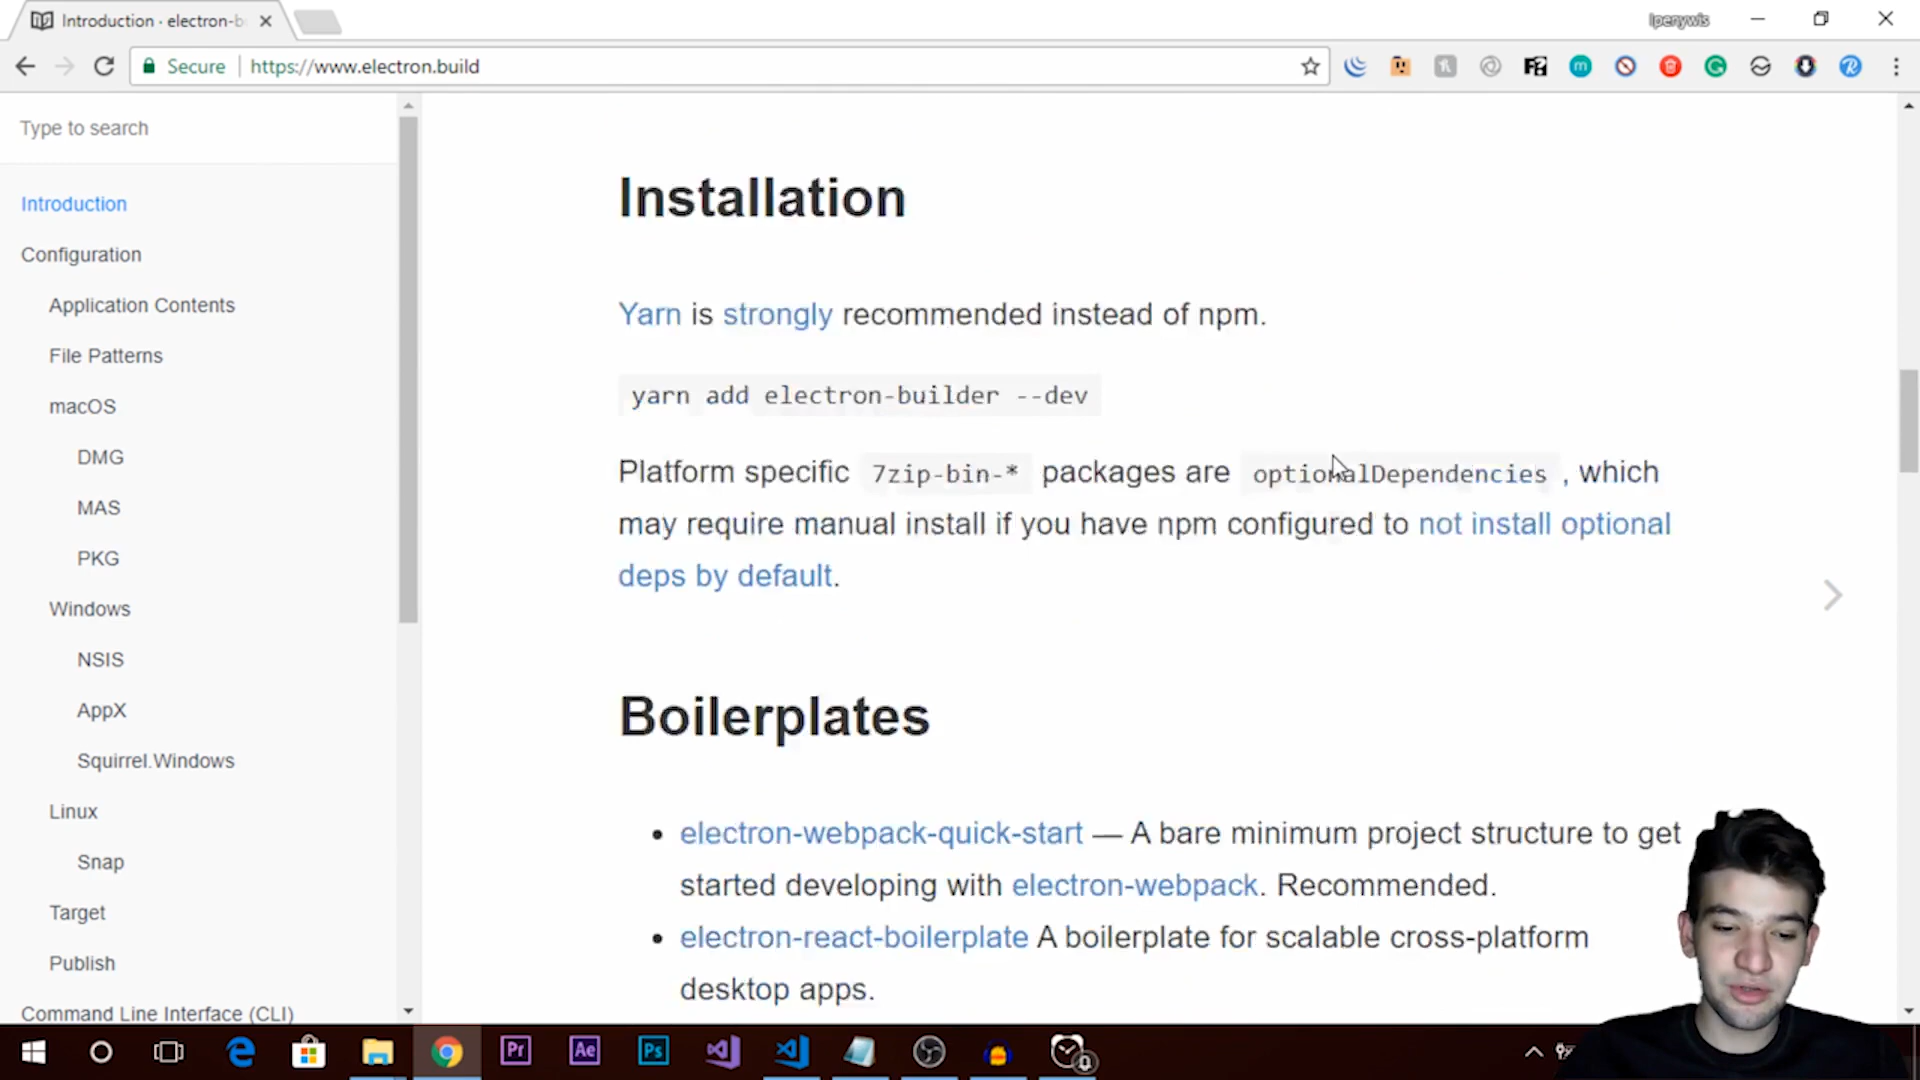 Introduction · electron-b
Ipenywis
Secure
https://www.electron.build
Type to search
Introduction
Configuration
Application Contents
File Patterns
macOS
DMG
MAS
PKG
Windows
NSIS
AppX
Squirrel.Windows
Linux
Snap
Target
Publish
Command Line Interface (CLI)
Installation
Yarn is strongly recommended instead of npm.
yarn add electron-builder --dev
Platform specific 7zip-bin-* packages are optionalDependencies , which
may require manual install if you have npm configured to not install optional
deps by default.
Boilerplates
• electron-webpack-quick-start — A bare minimum project structure to get
started developing with electron-webpack. Recommended.
• electron-react-boilerplate A boilerplate for scalable cross-platform
desktop apps.
Pr
Ae
Ps